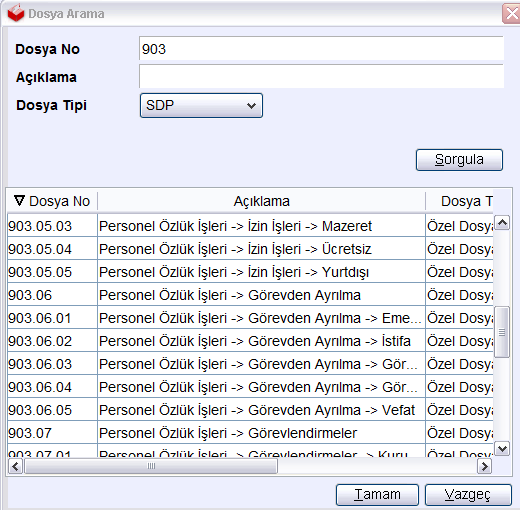 Dosya Arama
Dosya No 903
Açıklama
Dosya Tipi SDP
Sorgula
Dosya No Açıklama Dosya T
903.05.03 Personel Özlük İşleri -> İzin İşleri -> Mazeret Özel Dosya
903.05.04 Personel Özlük İşleri -> İzin İşleri -> Ücretsiz Özel Dosya
903.05.05 Personel Özlük İşleri -> İzin İşleri -> Yurtdışı Özel Dosya
903.06 Personel Özlük İşleri -> Görevden Ayrılma Özel Dosya
903.06.01 Personel Özlük İşleri -> Görevden Ayrılma -> Eme... Özel Dosya
903.06.02 Personel Özlük İşleri -> Görevden Ayrılma -> İstifa Özel Dosya
903.06.03 Personel Özlük İşleri -> Görevden Ayrılma -> Gör... Özel Dosya
903.06.04 Personel Özlük İşleri -> Görevden Ayrılma -> Gör... Özel Dosya
903.06.05 Personel Özlük İşleri -> Görevden Ayrılma -> Vefat Özel Dosya
903.07 Personel Özlük İşleri -> Görevlendirmeler Özel Dosya
903.07.01 Personel Özlük İşleri -> Görevlendirmeler -> Kuru... Özel Dosya
Tamam Vazgeç